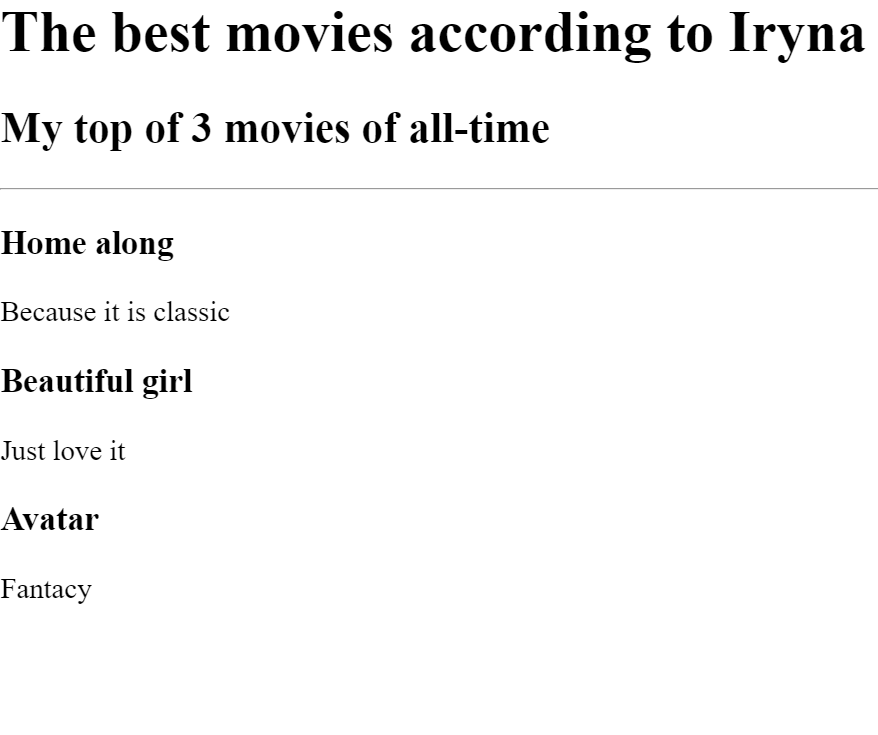 The best movies according to Iryna
My top of 3 movies of all-time
Home along
Because it is classic
Beautiful girl
Just love it
Avatar
Fantacy